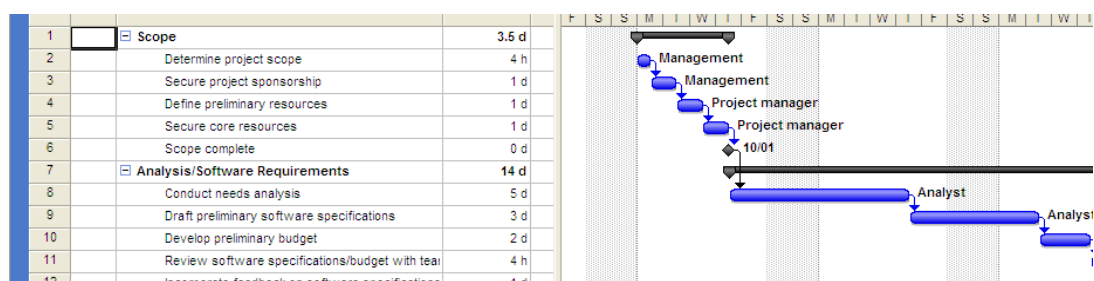 F S S M T W T F S S M T W T F S S M T W T
1 Scope 3.5 d
2 Determine project scope 4 h Management
3 Secure project sponsorship 1 d Management
4 Define preliminary resources 1 d Project manager
5 Secure core resources 1 d Project manager
6 Scope complete 0 d 10/01
7 Analysis/Software Requirements 14 d
8 Conduct needs analysis 5 d Analyst
9 Draft preliminary software specifications 3 d Analyst
10 Develop preliminary budget 2 d
11 Review software specifications/budget with tea 4 h